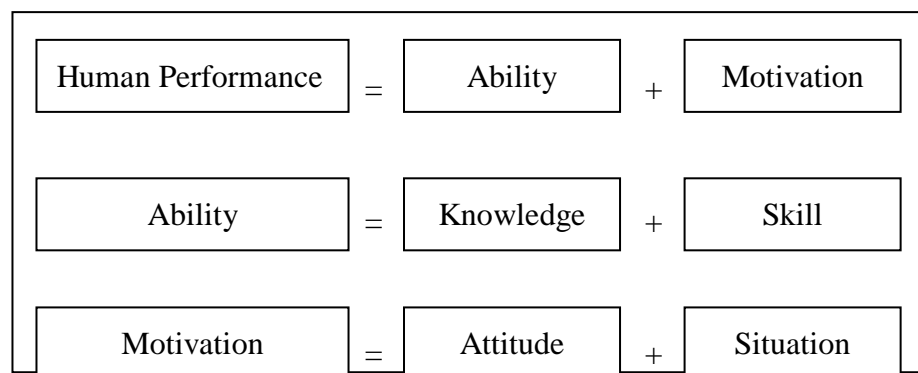 Human Performance = Ability + Motivation
Ability = Knowledge + Skill
Motivation = Attitude + Situation